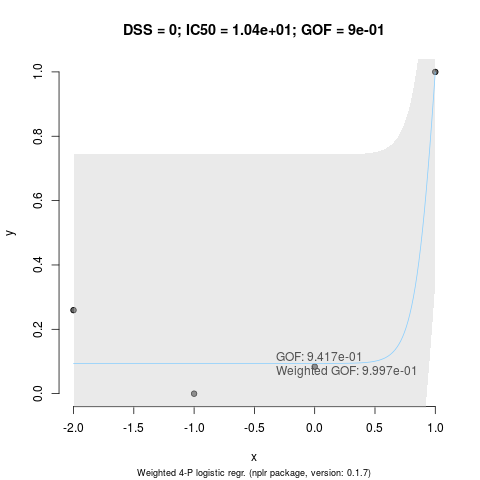 DSS = 0; IC50 = 1.04e+01; GOF = 9e-01
1.0
0.8
0.6
y
0.4
0.2
0.0
GOF: 9.417e-01
Weighted GOF: 9.997e-01
-2.0 -1.5 -1.0 -0.5 0.0 0.5 1.0
x
Weighted 4-P logistic regr. (nplr package, version: 0.1.7)